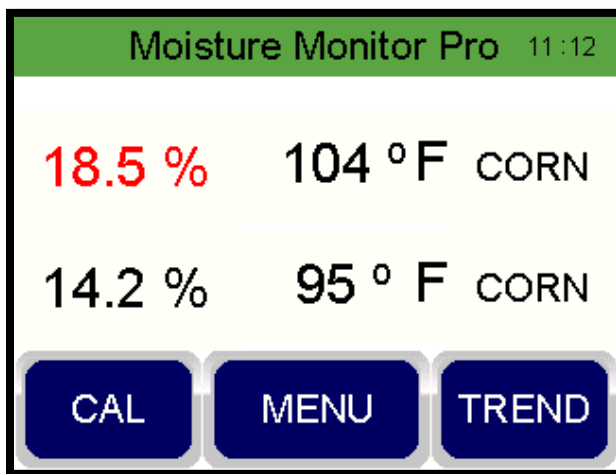 Moisture Monitor Pro 11:12
18.5 % 104 º F CORN
14.2 % 95 º F CORN
CAL MENU TREND